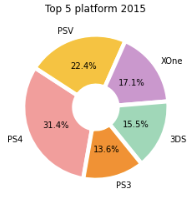 Top 5 platform 2015
PSV
22.4%
XOne
17.1%
PS4
31.4%
15.5%
3DS
13.6%
PS3